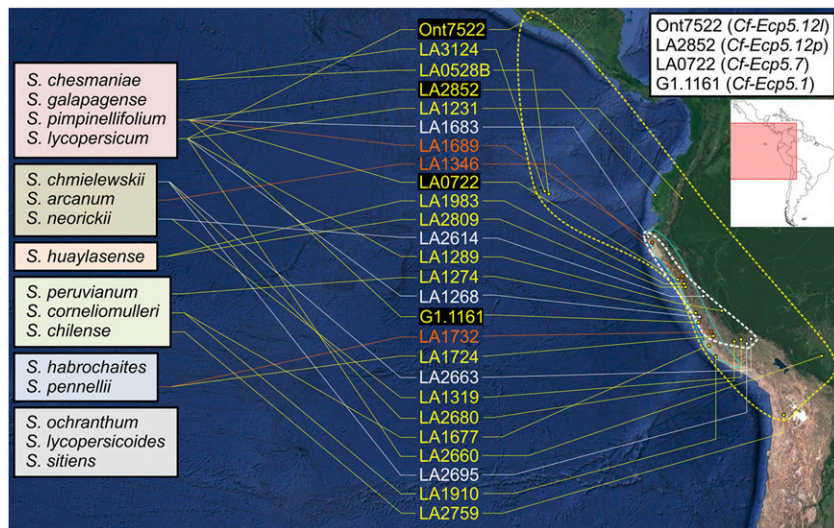 S. chesmaniae
S. galapagense
S. pimpinellifolium
S. lycopersicum
S. chmielewskii
S. arcanum
S. neorickii
S. huaylasense
S. peruvianum
S. corneliomulleri
S. chilense
S. habrochaites
S. pennellii
S. ochranthum
S. lycopersicoides
S. sitiens
Ont7522
LA3124
LA0528B
LA2852
LA1231
LA1683
LA1689
LA1346
LA0722
LA1983
LA2809
LA2614
LA1289
LA1274
LA1268
G1.1161
LA1732
LA1724
LA2663
LA1319
LA2680
LA1677
LA2660
LA2695
LA1910
LA2759
Ont7522 (Cf-Ecp5.12l)
LA2852 (Cf-Ecp5.12p)
LA0722 (Cf-Ecp5.7)
G1.1161 (Cf-Ecp5.1)